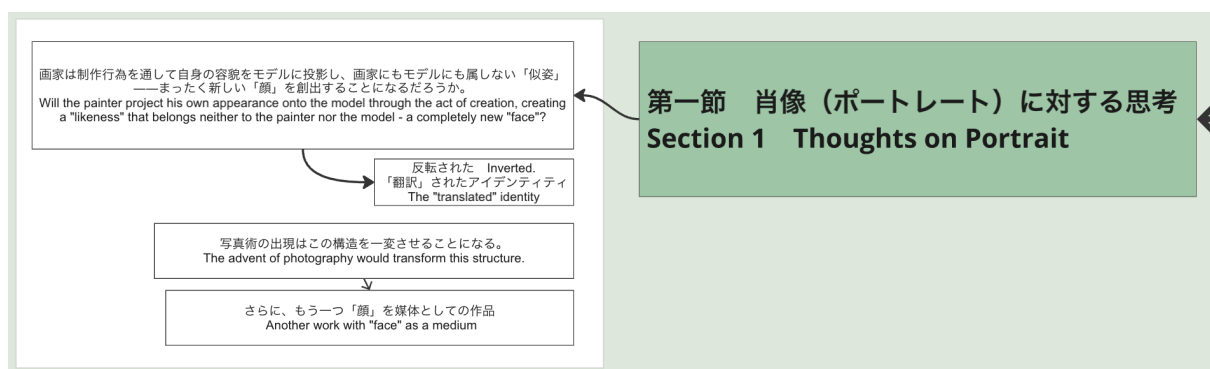 画家は制作行為を通して自身の容貌をモデルに投影し、画家にもモデルにも属しない「似姿」
——まったく新しい「顔」を創出することになるだろうか。
Will the painter project his own appearance onto the model through the act of creation, creating
a "likeness" that belongs neither to the painter nor the model - a completely new "face"?
反転された　Inverted.
「翻訳」されたアイデンティティ
The "translated" identity
写真術の出現はこの構造を一変させることになる。
The advent of photography would transform this structure.
さらに、もう一つ「顔」を媒体としての作品
Another work with "face" as a medium
第一節　肖像（ポートレート）に対する思考
Section 1　Thoughts on Portrait